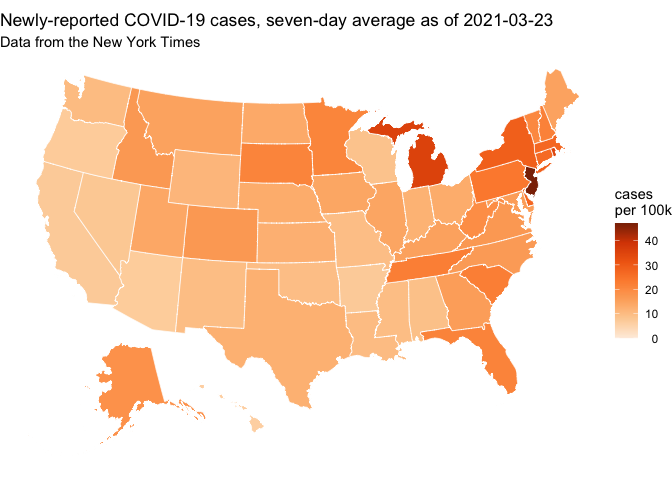 Newly-reported COVID-19 cases, seven-day average as of 2021-03-23
Data from the New York Times
cases
per 100k
40
30
20
10
0